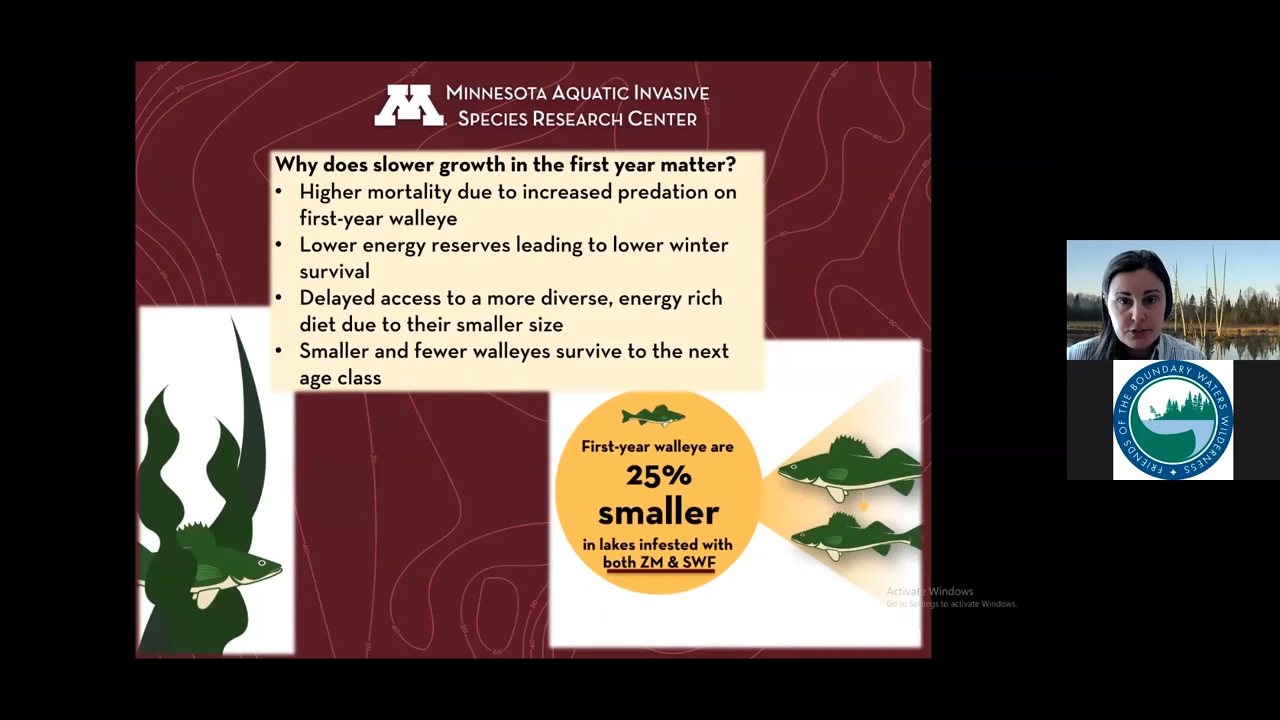 MINNESOTA AQUATIC INVASIVE
SPECIES RESEARCH CENTER
Why does slower growth in the first year matter?
• Higher mortality due to increased predation on
first-year walleye
• Lower energy reserves leading to lower winter
survival
• Delayed access to a more diverse, energy rich
diet due to their smaller size
• Smaller and fewer walleyes survive to the next
age class
First-year walleye are
25%
smaller
in lakes infested with
both ZM & SWF
Activate Windows
Go to Settings to activate Windows.
FRIENDS OF THE BOUNDARY WATERS WILDERNESS